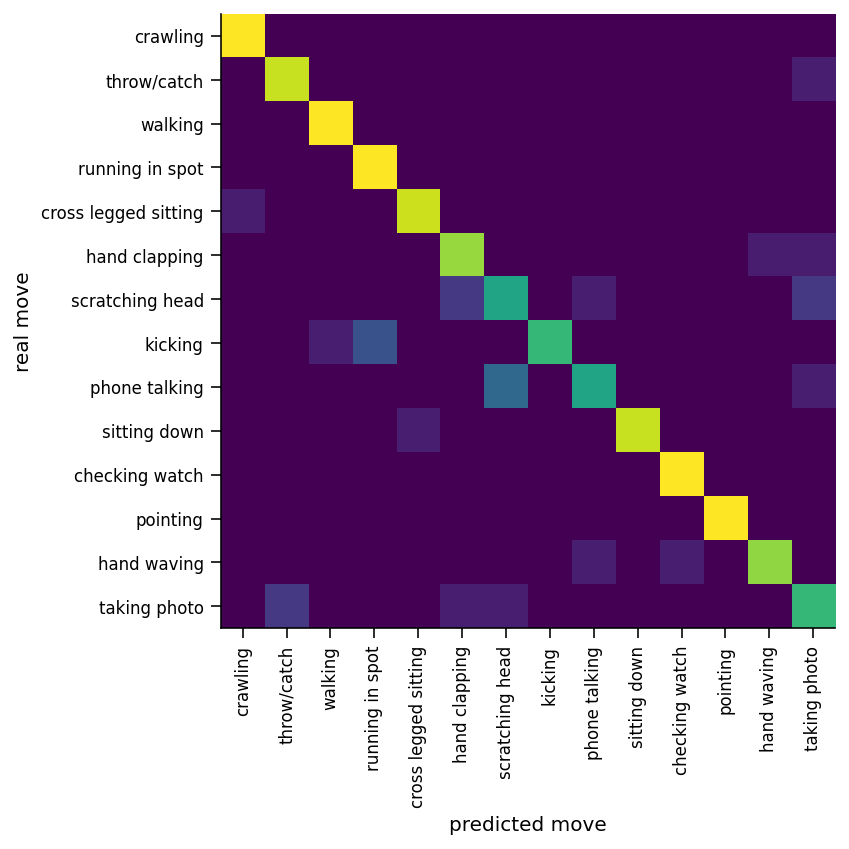 crawling
throw/catch
walking
running in spot
cross legged sitting
hand clapping
scratching head
kicking
phone talking
sitting down
checking watch
pointing
hand waving
taking photo
real move
crawling
throw/catch
walking
running in spot
cross legged sitting
hand clapping
scratching head
kicking
phone talking
sitting down
checking watch
pointing
hand waving
taking photo
predicted move